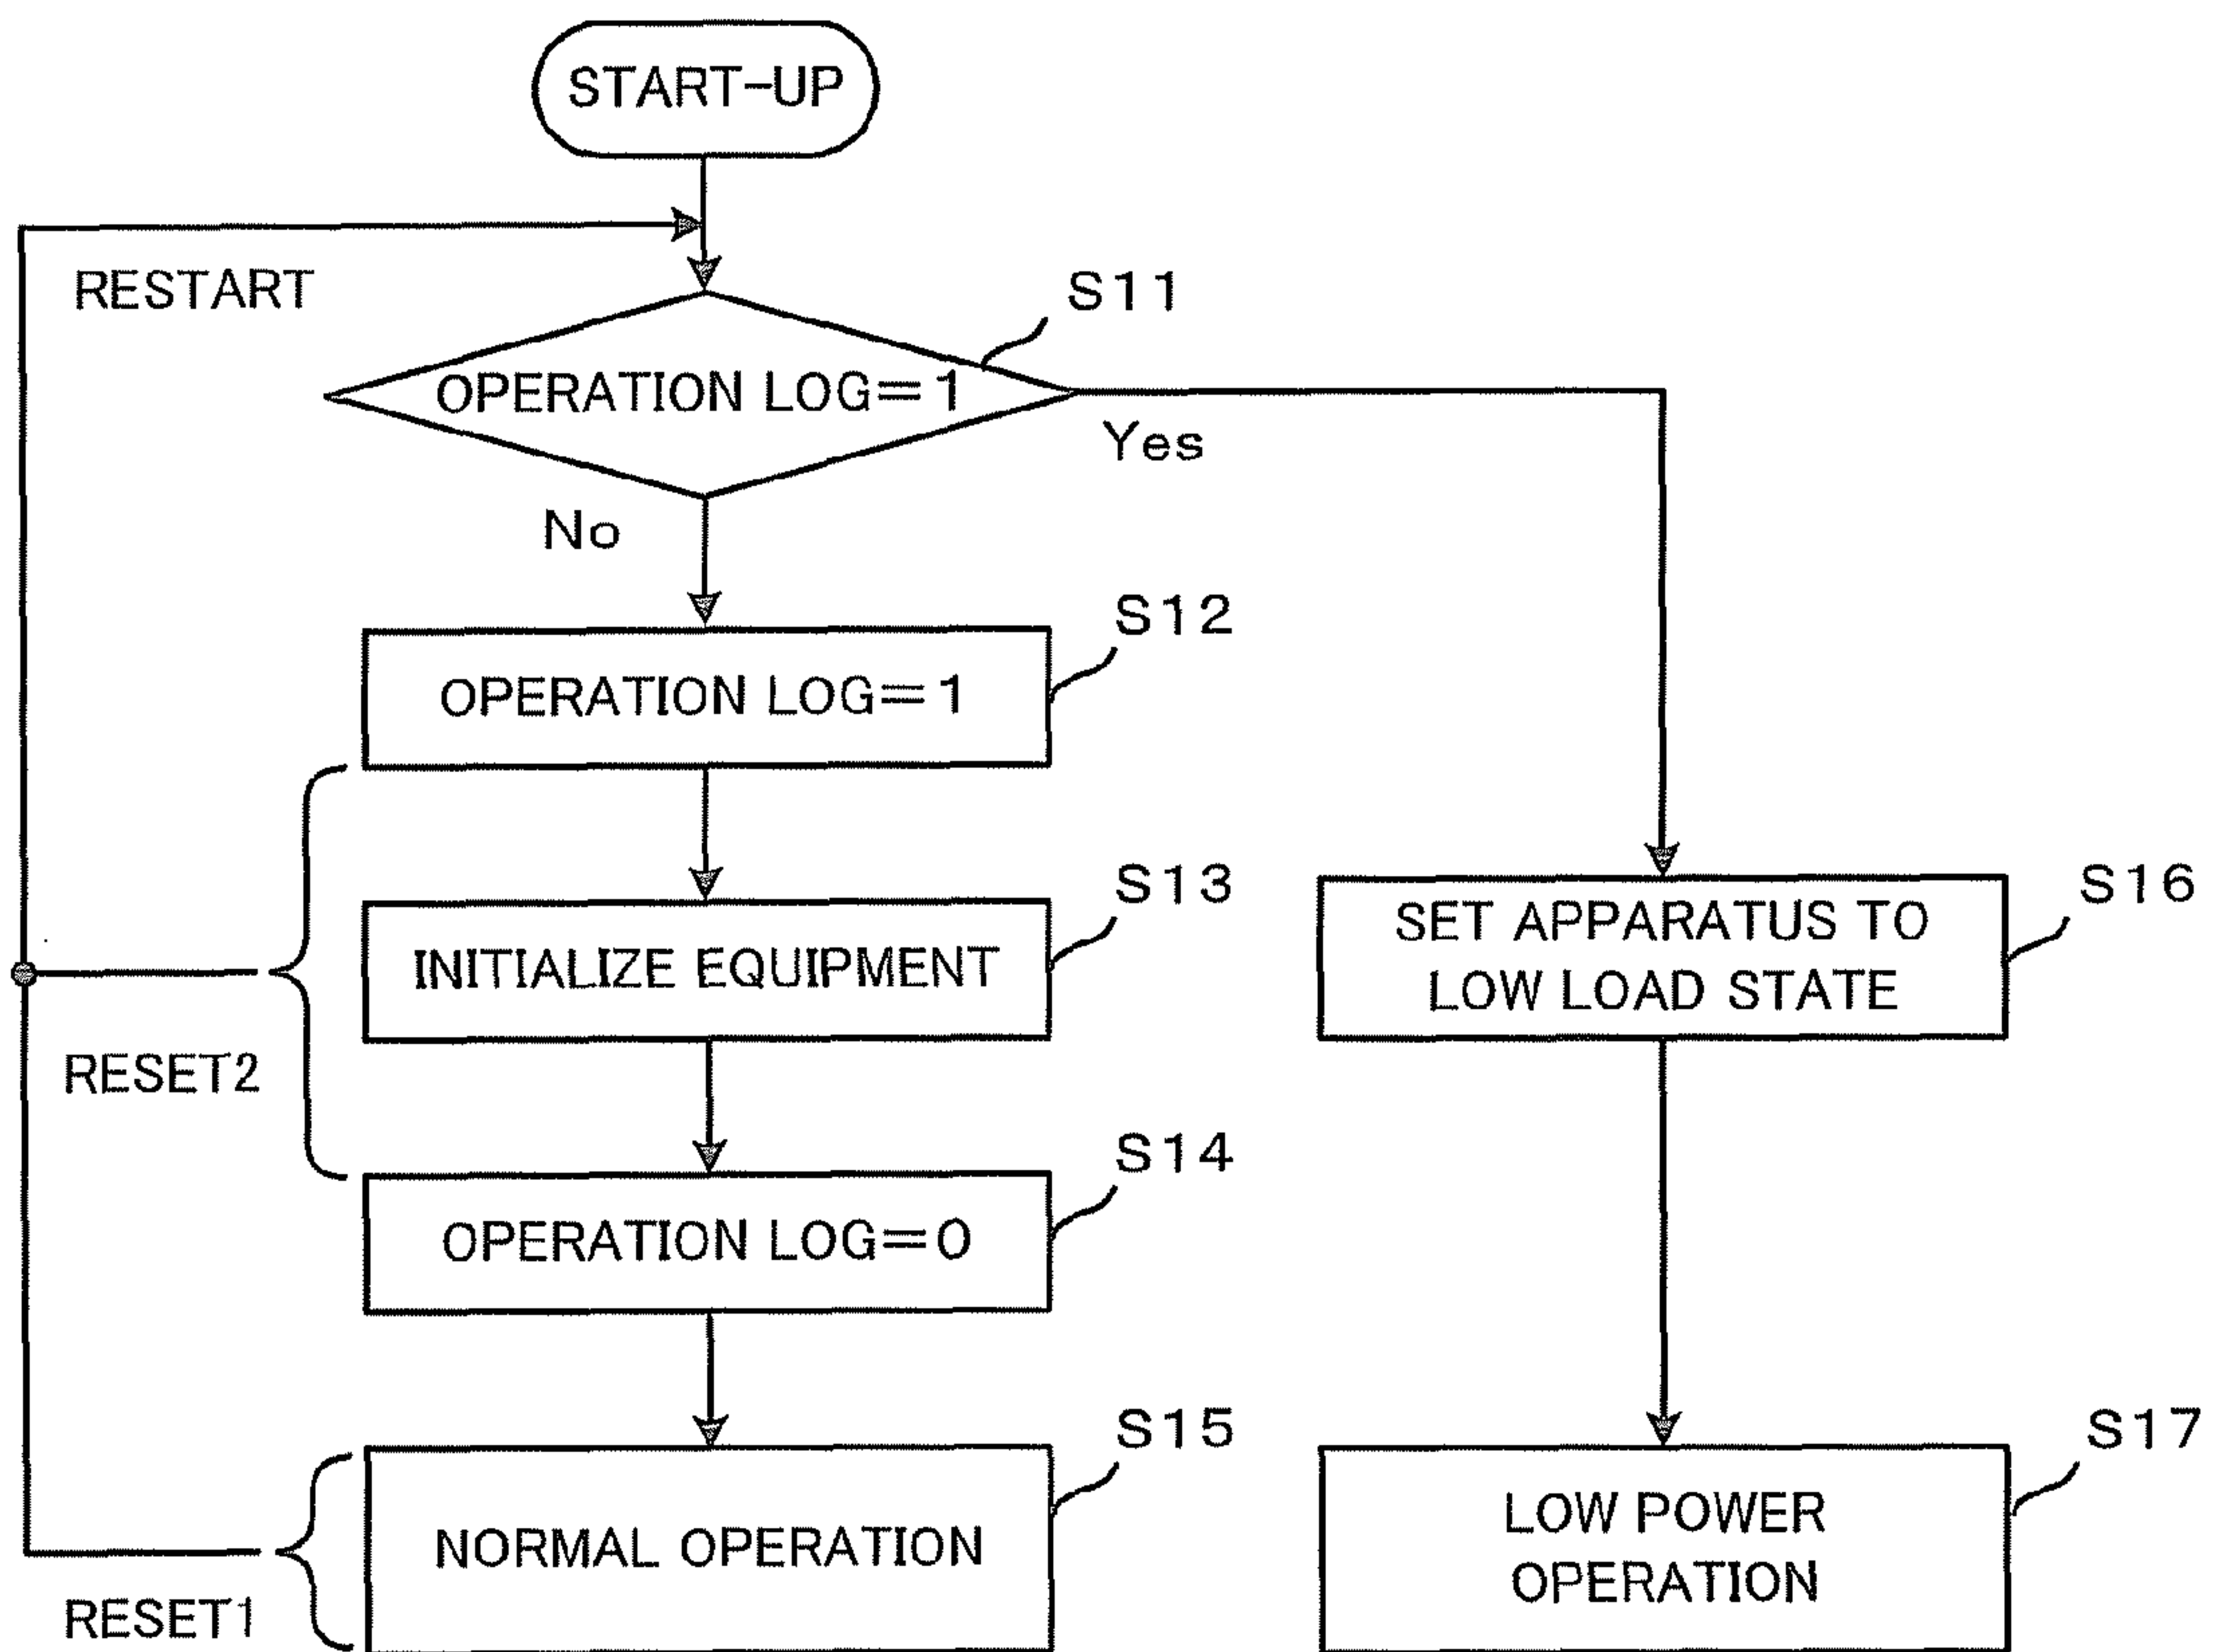 START-UP
RESTART
S11
OPERATION LOG=1
Yes
No
S12
OPERATION LOG=1
S13
INITIALIZE EQUIPMENT
S16
SET APPARATUS TO
LOW LOAD STATE
RESET2
S14
OPERATION LOG=0
S15
NORMAL OPERATION
S17
LOW POWER
OPERATION
RESET1